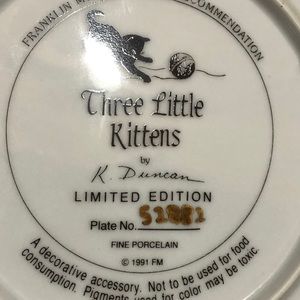 FRANKLIN M
RECOMMENDATION
Three Little
Kittens
by
K. Duncan
LIMITED EDITION
Plate No.
FINE PORCELAIN
© 1991 FM
A decorative accessory. Not to be used for food
consumption. Pigments used for color may be toxic.